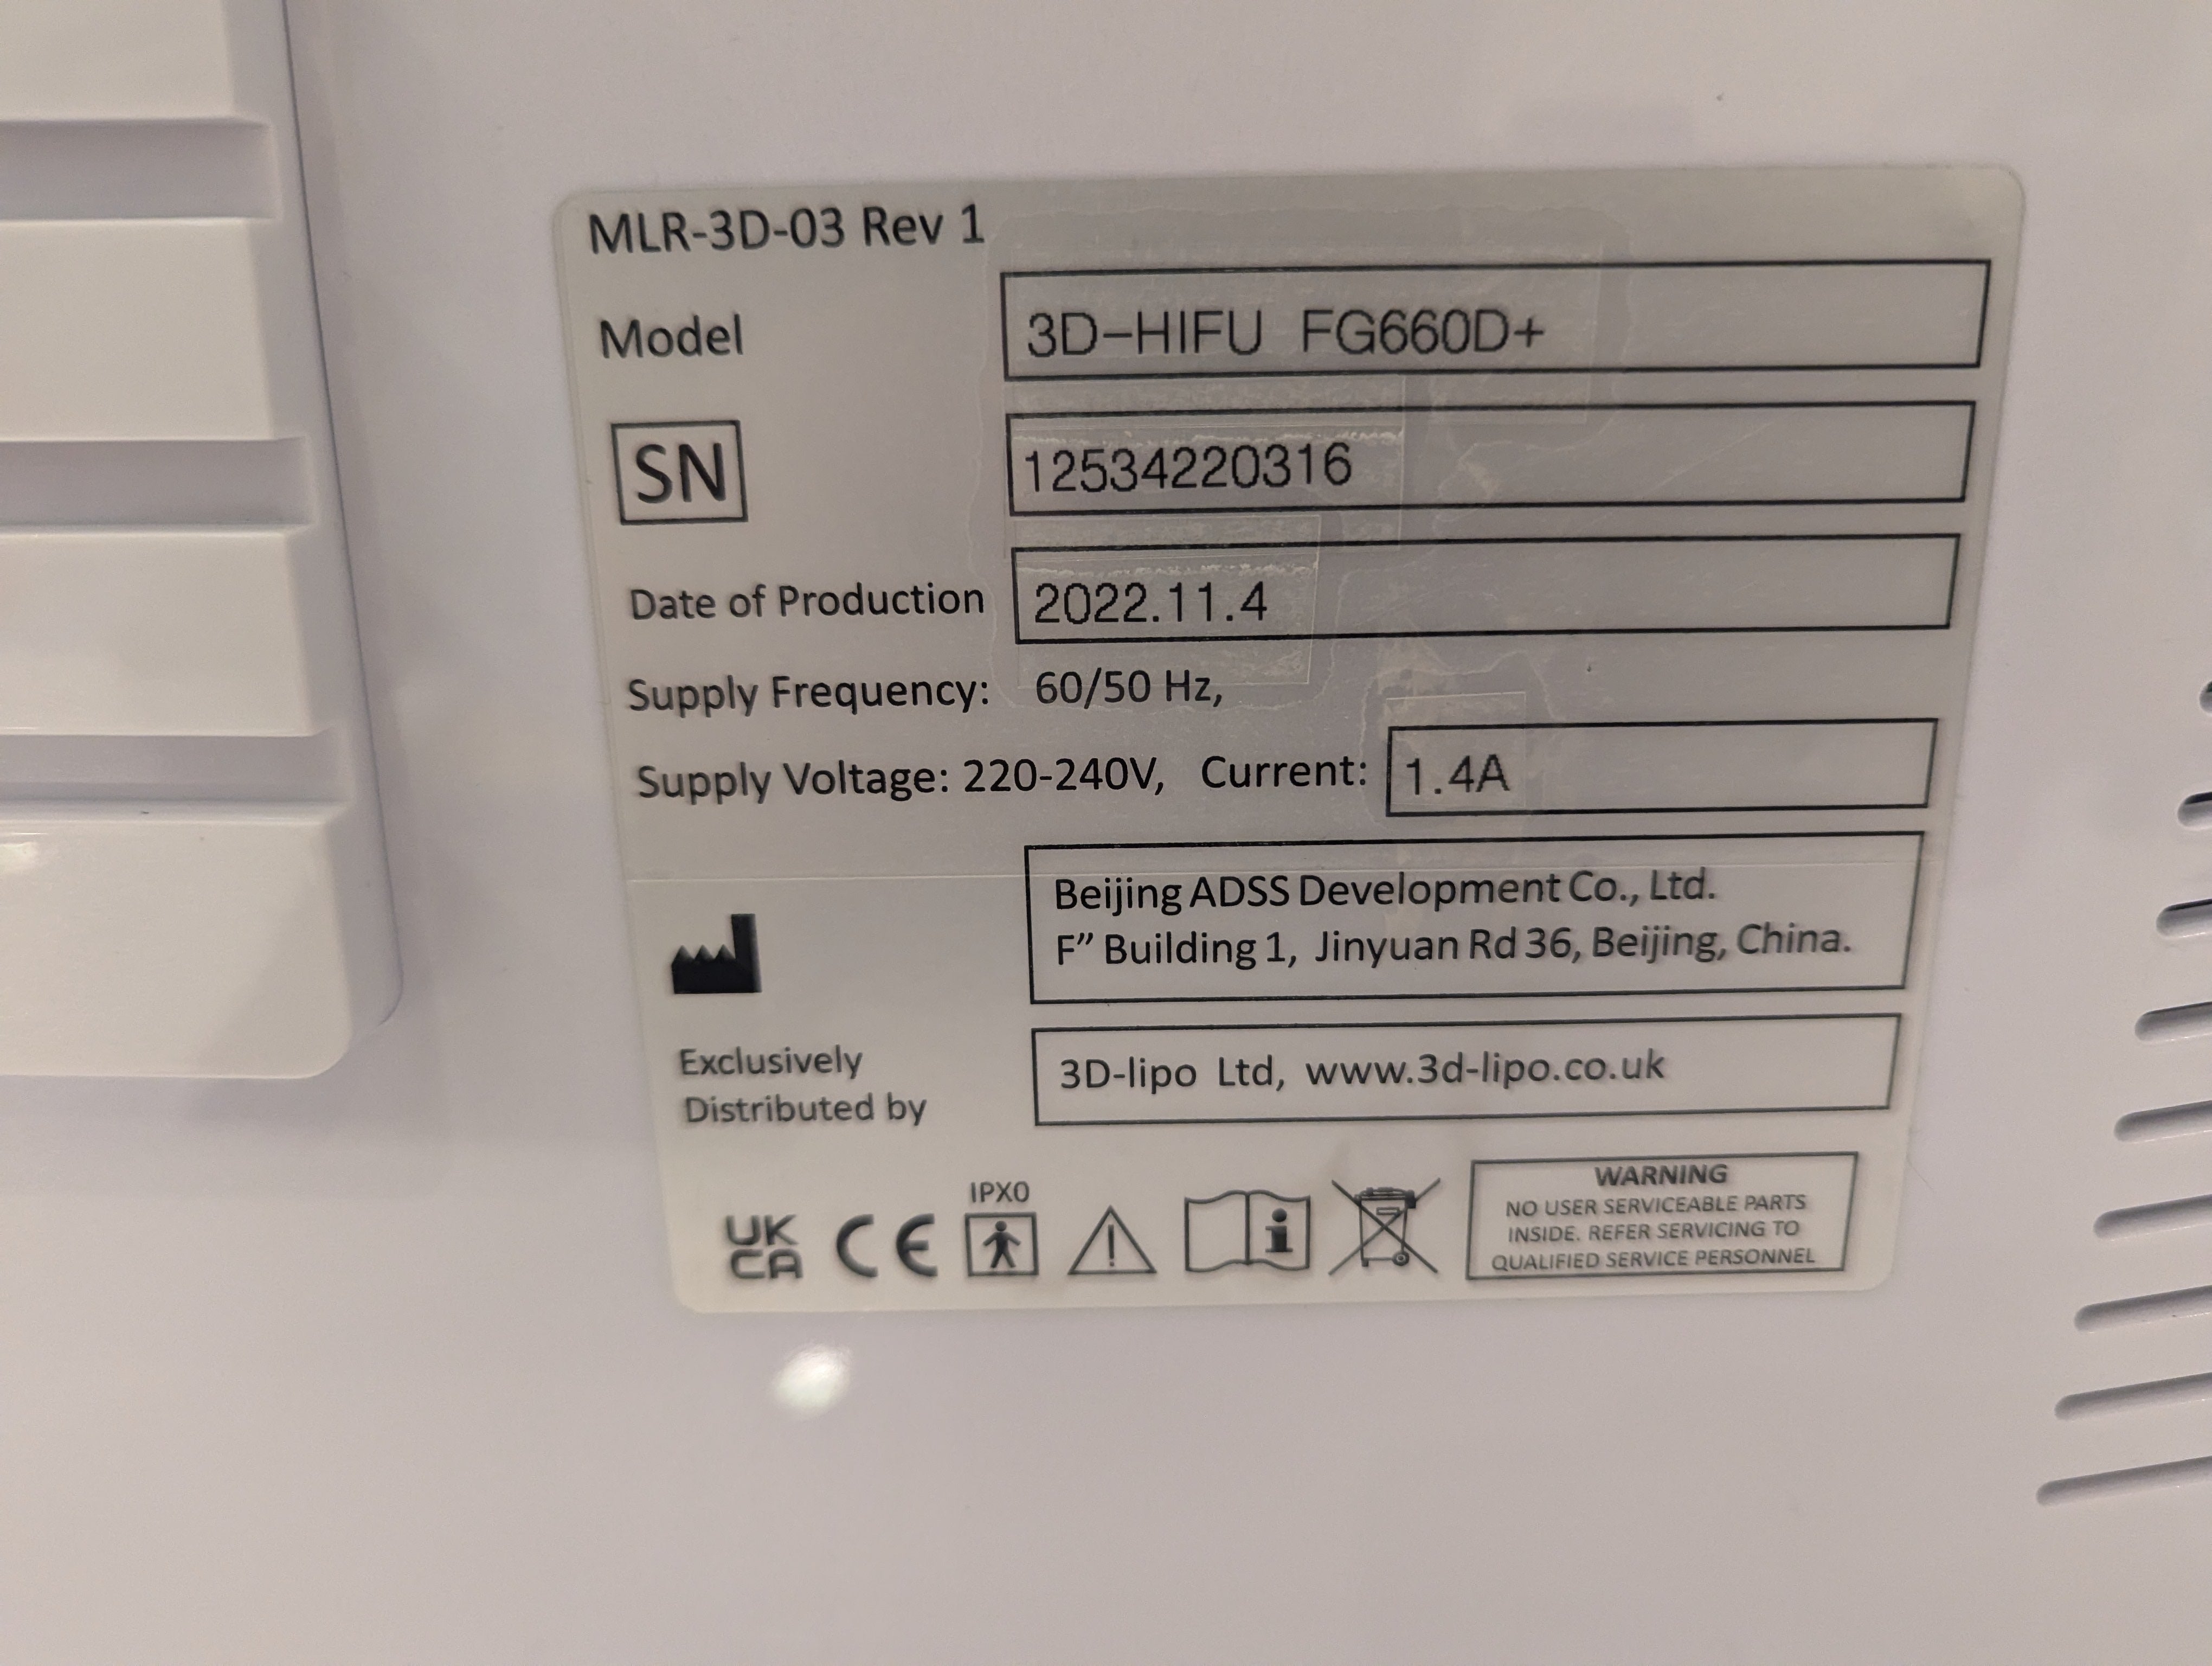 MLR-3D-03 Rev 1
Model 3D-HIFU FG660D+
SN 12534220316
Date of Production 2022.11.4
Supply Frequency: 60/50 Hz,
Supply Voltage: 220-240V, Current: 1.4A
Beijing ADSS Development Co., Ltd.
F” Building 1, Jinyuan Rd 36, Beijing, China.
Exclusively
Distributed by
3D-lipo Ltd, www.3d-lipo.co.uk
IPX0
UK
CA
CE
WARNING
NO USER SERVICEABLE PARTS
INSIDE. REFER SERVICING TO
QUALIFIED SERVICE PERSONNEL